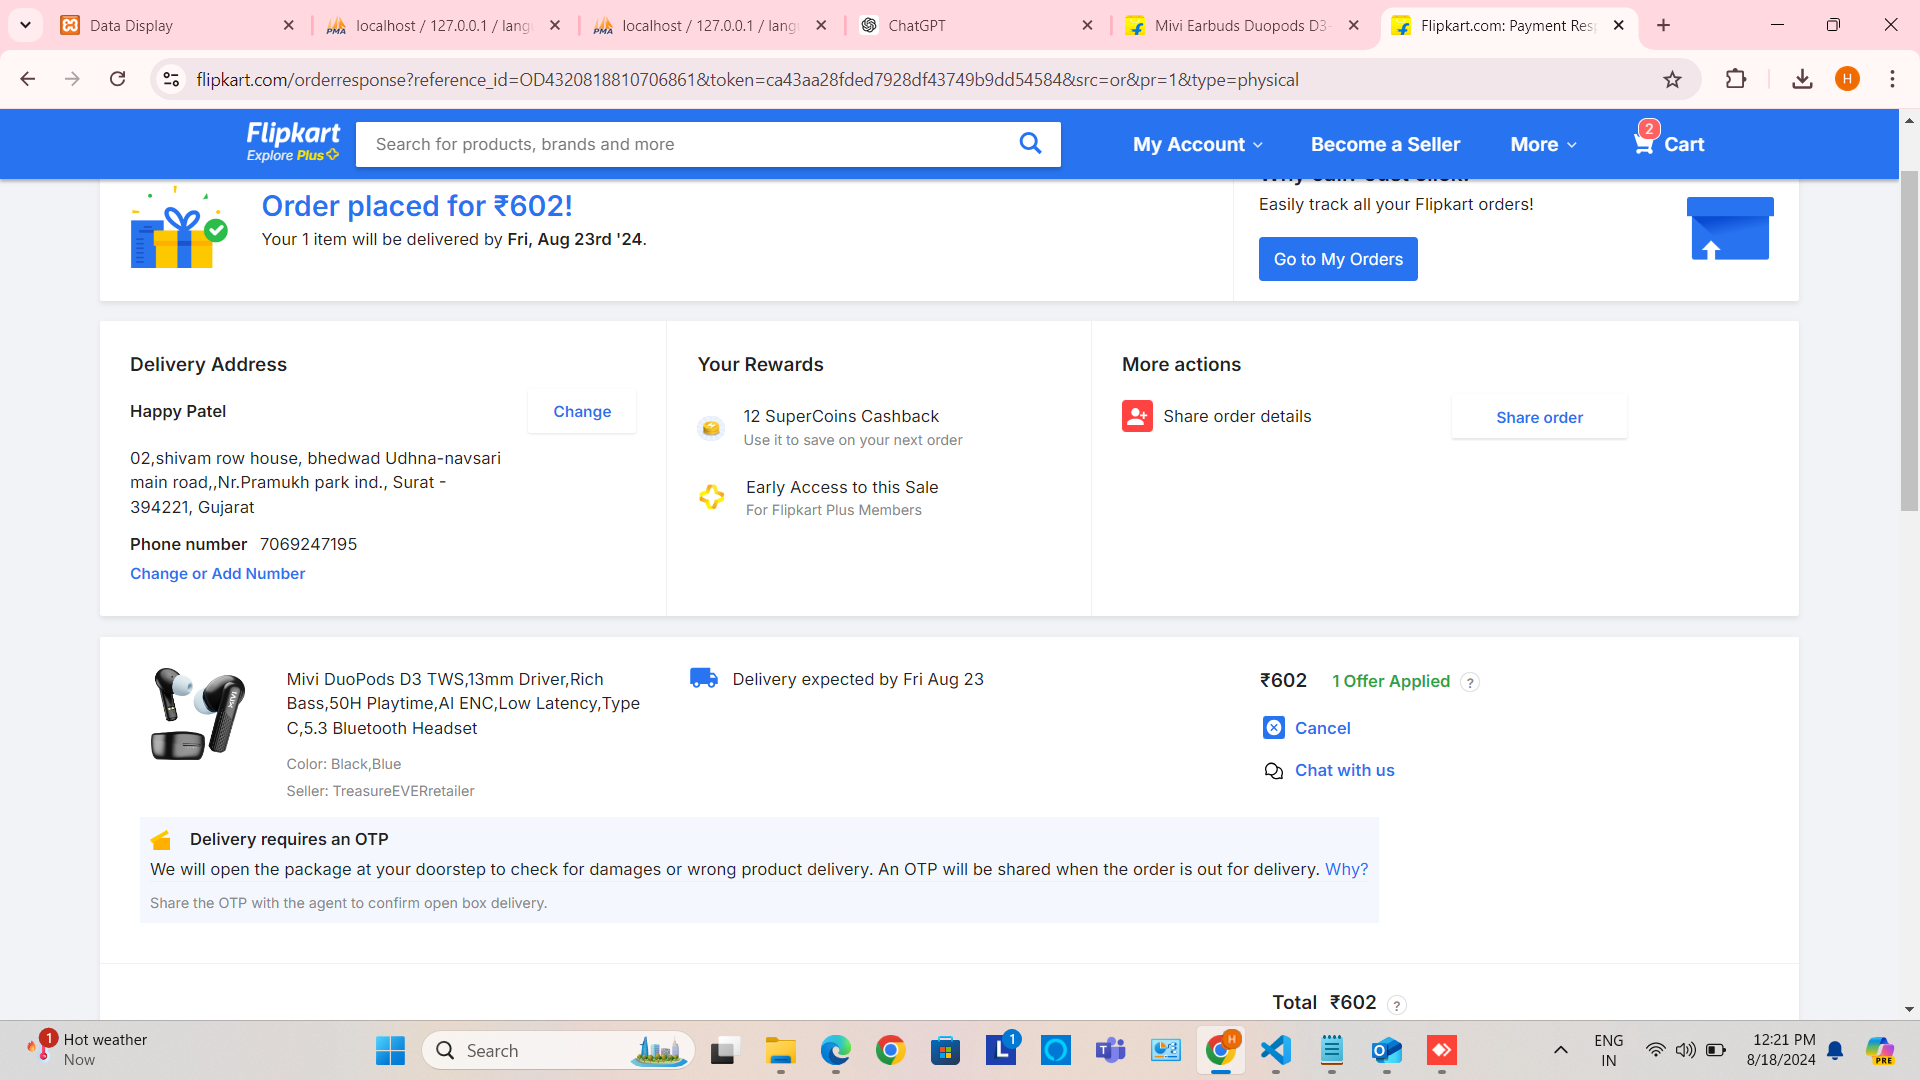 Data Display
localhost / 127.0.0.1 / lang
localhost / 127.0.0.1 / lang
ChatGPT
Mivi Earbuds Duopods D3-
Flipkart.com: Payment Resp
flipkart.com/orderresponse?reference_id=OD4320818810706861&token=ca43aa28fded7928df43749b9dd54584&src=or&pr=1&type=physical
H
Flipkart
Explore Plus
Search for products, brands and more
My Account
Become a Seller
More
2
Cart
Order placed for ₹602!
Your 1 item will be delivered by Fri, Aug 23rd '24.
Why call? Just click!
Easily track all your Flipkart orders!
Go to My Orders
Delivery Address
Happy Patel
Change
02,shivam row house, bhedwad Udhna-navsari
main road,,Nr.Pramukh park ind., Surat -
394221, Gujarat
Phone number 7069247195
Change or Add Number
Your Rewards
12 SuperCoins Cashback
Use it to save on your next order
Early Access to this Sale
For Flipkart Plus Members
More actions
Share order details
Share order
MIVI
Mivi DuoPods D3 TWS,13mm Driver,Rich
Bass,50H Playtime,AI ENC,Low Latency,Type
C,5.3 Bluetooth Headset
Color: Black,Blue
Seller: TreasureEVERretailer
Delivery expected by Fri Aug 23
₹602 1 Offer Applied ?
Cancel
Chat with us
Delivery requires an OTP
We will open the package at your doorstep to check for damages or wrong product delivery. An OTP will be shared when the order is out for delivery. Why?
Share the OTP with the agent to confirm open box delivery.
Total ₹602 ?
1
Hot weather
Now
Search
L
1
H
ENG
IN
12:21 PM
8/18/2024
PRE